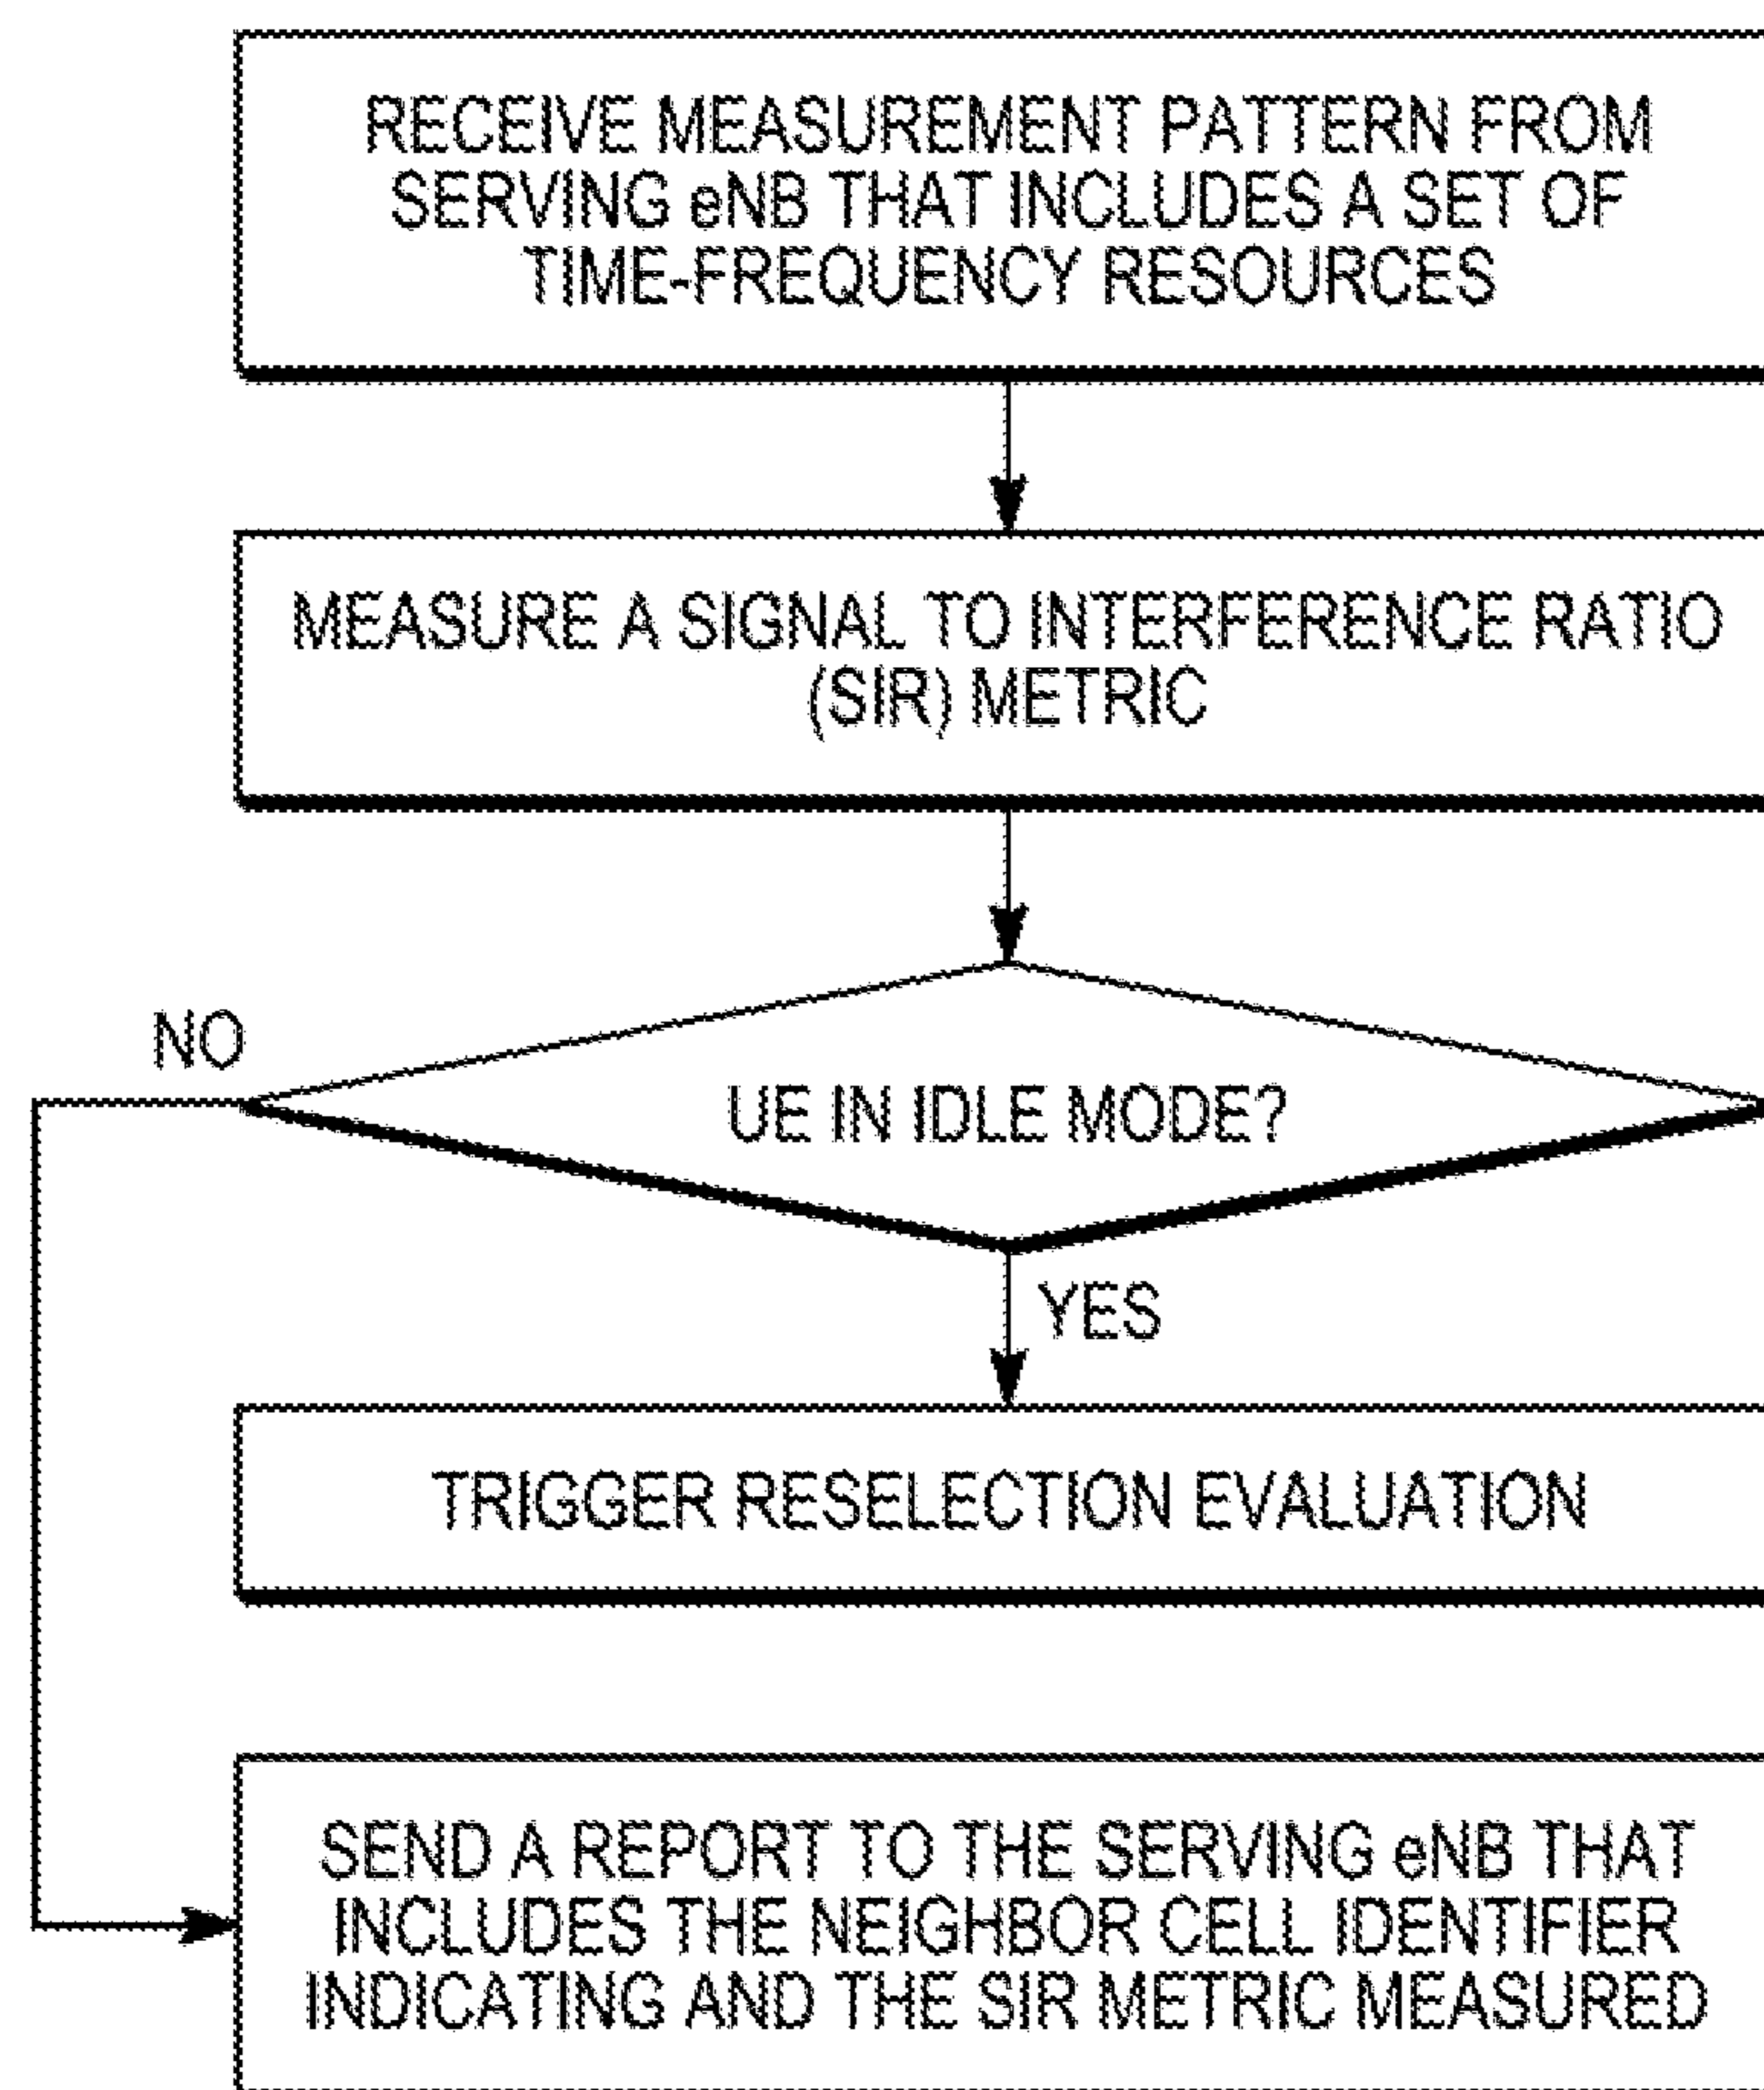 RECEIVE MEASUREMENT PATTERN FROM
SERVING eNB THAT INCLUDES A SET OF
TIME-FREQUENCY RESOURCES
MEASURE A SIGNAL TO INTERFERENCE RATIO
(SIR) METRIC
NO
UE IN IDLE MODE?
YES
TRIGGER RESELECTION EVALUATION
SEND A REPORT TO THE SERVING eNB THAT
INCLUDES THE NEIGHBOR CELL IDENTIFIER
INDICATING AND THE SIR METRIC MEASURED